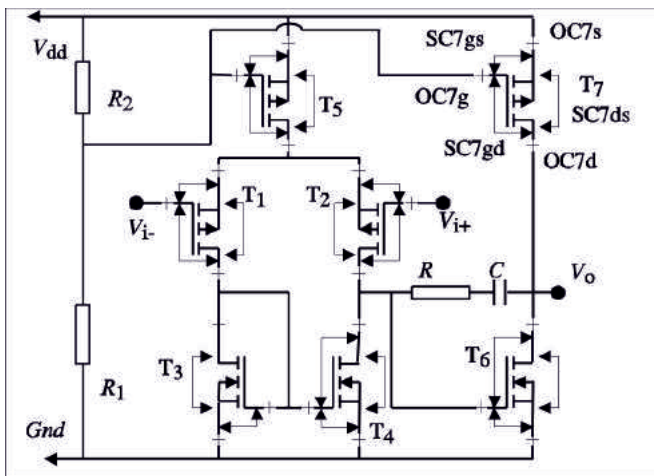 Vdd
SC7gs
OC7s
R2
T5
OC7g
T7
SC7ds
SC7gd
OC7d
T1
T2
Vi-
Vi+
R
C
Vo
R1
T3
T4
T6
Gnd